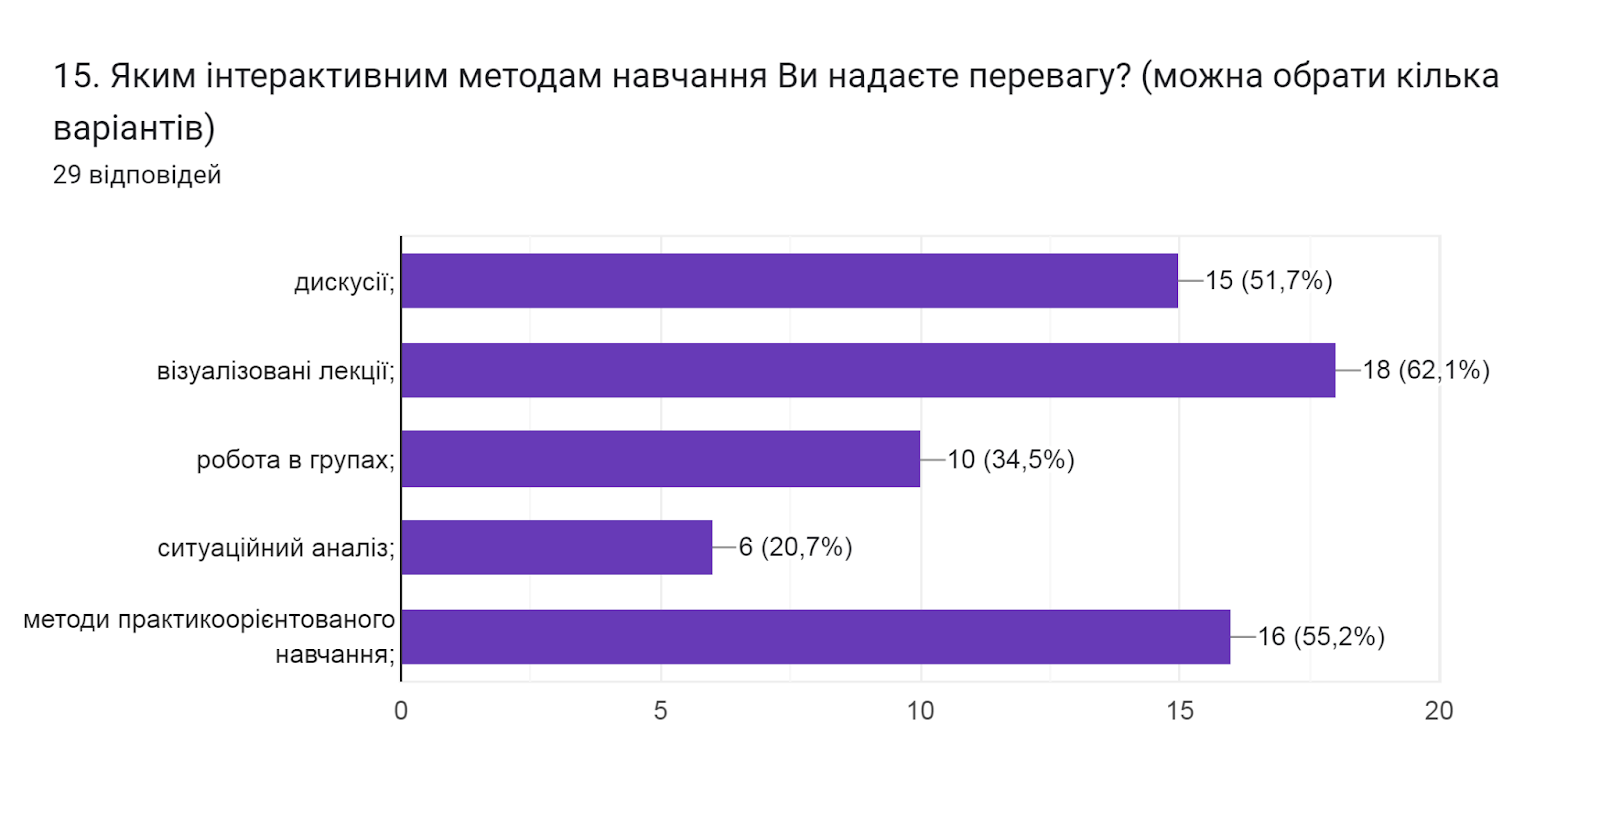 15. Яким інтерактивним методам навчання Ви надаєте перевагу? (можна обрати кілька
варіантів)
29 відповідей
дискусії;
15 (51,7%)
візуалізовані лекції;
18 (62,1%)
робота в групах;
10 (34,5%)
ситуаційний аналіз;
6 (20,7%)
методи практикоорієнтованого
навчання;
16 (55,2%)
0 5 10 15 20